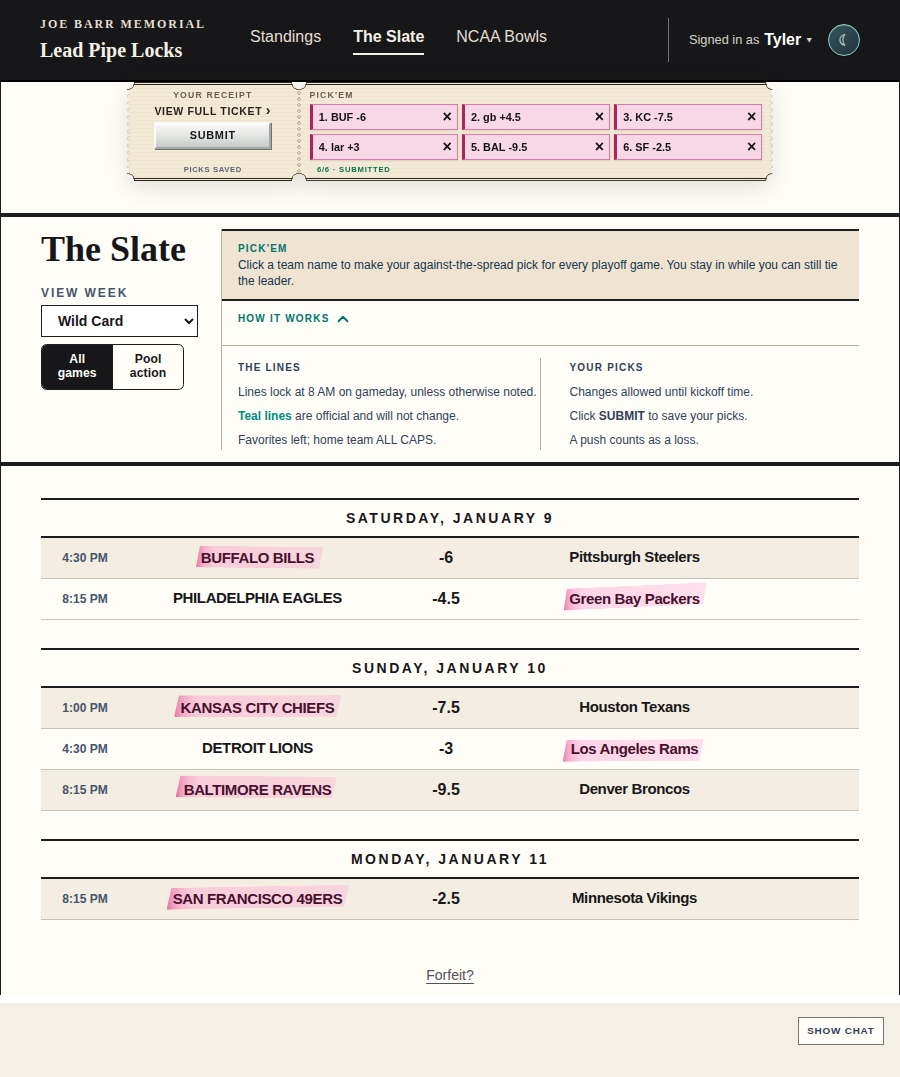 JOE BARR MEMORIAL
Lead Pipe Locks
Standings The Slate NCAA Bowls
Signed in as Tyler
YOUR RECEIPT
VIEW FULL TICKET ›
SUBMIT
PICKS SAVED
PICK'EM
1. BUF -6 × 2. gb +4.5 × 3. KC -7.5 ×
4. lar +3 × 5. BAL -9.5 × 6. SF -2.5 ×
6/6 · SUBMITTED
The Slate
VIEW WEEK
Wild Card
All games
Pool action
PICK'EM
Click a team name to make your against-the-spread pick for every playoff game. You stay in while you can still tie
the leader.
HOW IT WORKS
THE LINES
Lines lock at 8 AM on gameday, unless otherwise noted.
Teal lines are official and will not change.
Favorites left; home team ALL CAPS.
YOUR PICKS
Changes allowed until kickoff time.
Click SUBMIT to save your picks.
A push counts as a loss.
SATURDAY, JANUARY 9
4:30 PM BUFFALO BILLS -6 Pittsburgh Steelers
8:15 PM PHILADELPHIA EAGLES -4.5 Green Bay Packers
SUNDAY, JANUARY 10
1:00 PM KANSAS CITY CHIEFS -7.5 Houston Texans
4:30 PM DETROIT LIONS -3 Los Angeles Rams
8:15 PM BALTIMORE RAVENS -9.5 Denver Broncos
MONDAY, JANUARY 11
8:15 PM SAN FRANCISCO 49ERS -2.5 Minnesota Vikings
Forfeit?
SHOW CHAT